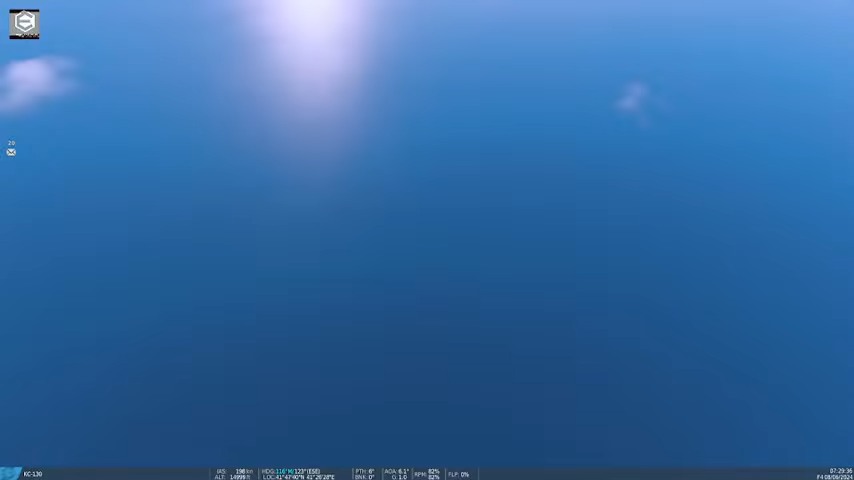 20
KC-130
IAS: 198 kn
ALT: 14999 ft
HDG:116°M/123°(ESE)
LOC:41°47'40"N 41°26'28"E
PTH: 6°
BNK: 0°
AOA: 6.1°
G: 1.0
RPM: 82%
82%
FLP: 0%
07:29:36
F4 08/06/2024